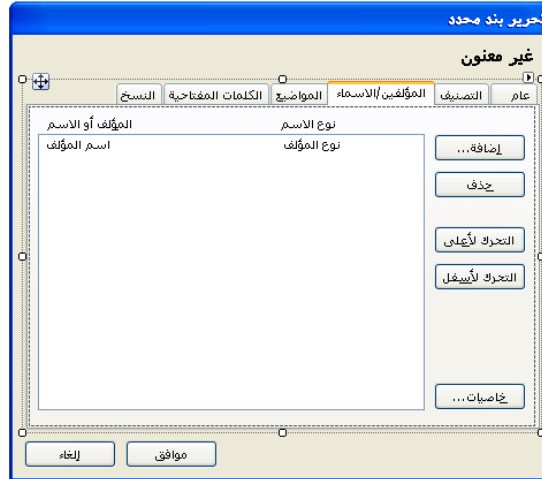 تحرير بند محدد
غير معنون
عام التصنيف المؤلفين/الاسماء المواضيع الكلمات المفتاحية النسخ
نوع الاسم المؤلف أو الاسم
نوع المؤلف اسم المؤلف
إضافة...
حذف
التحرك لأعلى
التحرك لأسفل
خاصيات...
موافق إلغاء